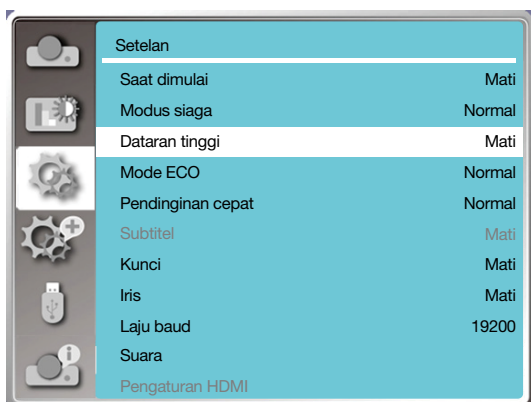 Setelan
Saat dimulai Mati
Modus siaga Normal
Dataran tinggi Mati
Mode ECO Normal
Pendinginan cepat Normal
Subtitel Mati
Kunci Mati
Iris Mati
Laju baud 19200
Suara
Pengaturan HDMI